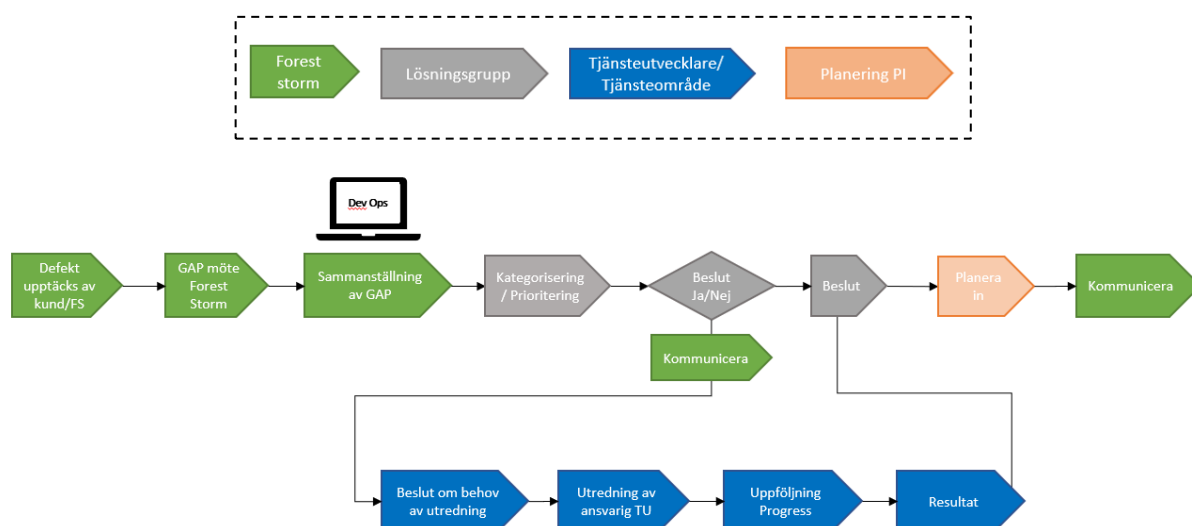 Forest
storm
Lösningsgrupp
Tjänsteutvecklare/
Tjänsteområde
Planering PI
Dev Ops
Defekt
upptäcks av
kund/FS
GAP möte
Forest
Storm
Sammanställning
av GAP
Kategorisering
/ Prioritering
Beslut
Ja/Nej
Beslut
Planera
in
Kommunicera
Kommunicera
Beslut om behov
av utredning
Utredning av
ansvarig TU
Uppföljning
Progress
Resultat